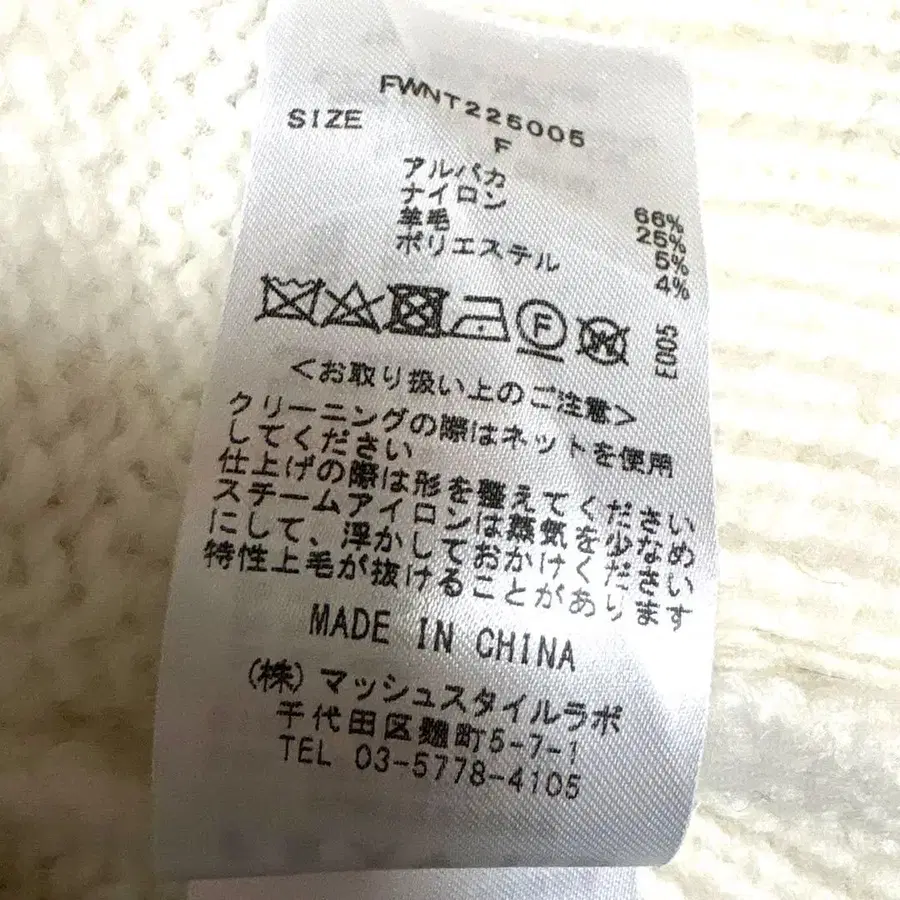 FWNT225005
SIZE F
アルパカ 66%
ナイロン 25%
羊毛 5%
ポリエステル 4%
F
W
E005
<お取り扱い上のご注意>
クリーニングの際はネットを使用
してください
仕上げの際は形を整えてください
スチームアイロンは蒸気を少なめ
にして、浮かしておかけくださいい
特性上毛が抜けることがあります
MADE IN CHINA
(株)マッシュスタイルラボ
千代田区麹町5-7-1
TEL 03-5778-4105